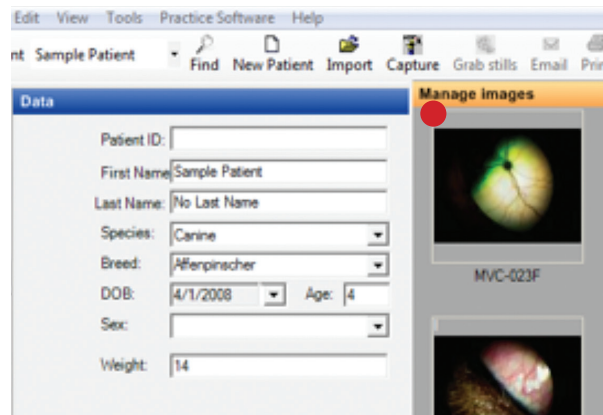 Edit View Tools Practice Software Help
nt Sample Patient Find New Patient Import Capture Grab stills Email Prin
Data
Manage images
Patient ID:
First Name Sample Patient
Last Name: No Last Name
Species: Canine
Breed: Affenpinscher
DOB: 4/1/2008 Age: 4
Sex:
Weight: 14
MVC-023F